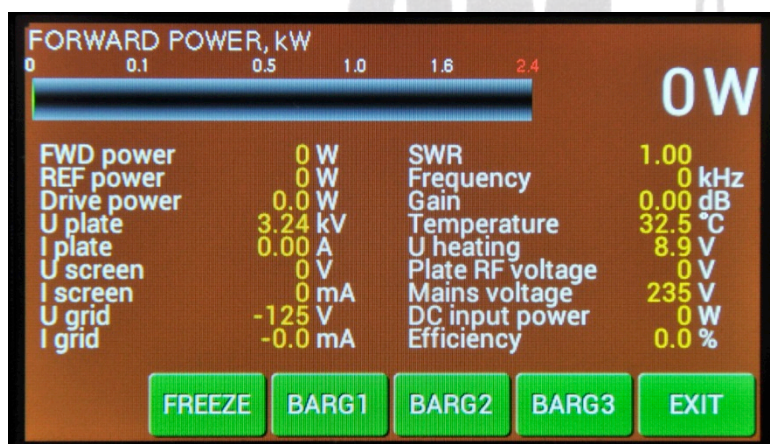 FORWARD POWER, kW
0 0.1 0.5 1.0 1.6 2.4
0 W
FWD power 0 W
REF power 0 W
Drive power 0.0 W
U plate 3.24 kV
I plate 0.00 A
U screen 0 V
I screen 0 mA
U grid -125 V
I grid -0.0 mA
SWR 1.00
Frequency 0 kHz
Gain 0.00 dB
Temperature 32.5 °C
U heating 8.9 V
Plate RF voltage 0 V
Mains voltage 235 V
DC input power 0 W
Efficiency 0.0 %
FREEZE BARG1 BARG2 BARG3 EXIT